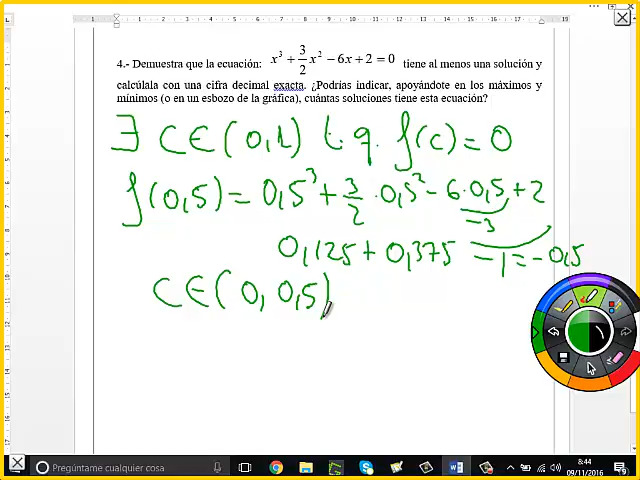 4.- Demuestra que la ecuación: x³ + 3/2 x² − 6x + 2 = 0 tiene al menos una solución y
calcúlala con una cifra decimal exacta. ¿Podrías indicar, apoyándote en los máximos y
mínimos (o en un esbozo de la gráfica), cuántas soluciones tiene esta ecuación?
∃ C ∈ (0,1) t.q. f(c) = 0
f(0,5) = 0,5³ + 3/2 · 0,5² − 6·0,5 + 2
−3
0,125 + 0,375 −1 = −0,5
C ∈ (0, 0,5)
Pregúntame cualquier cosa
8:44
09/11/2016